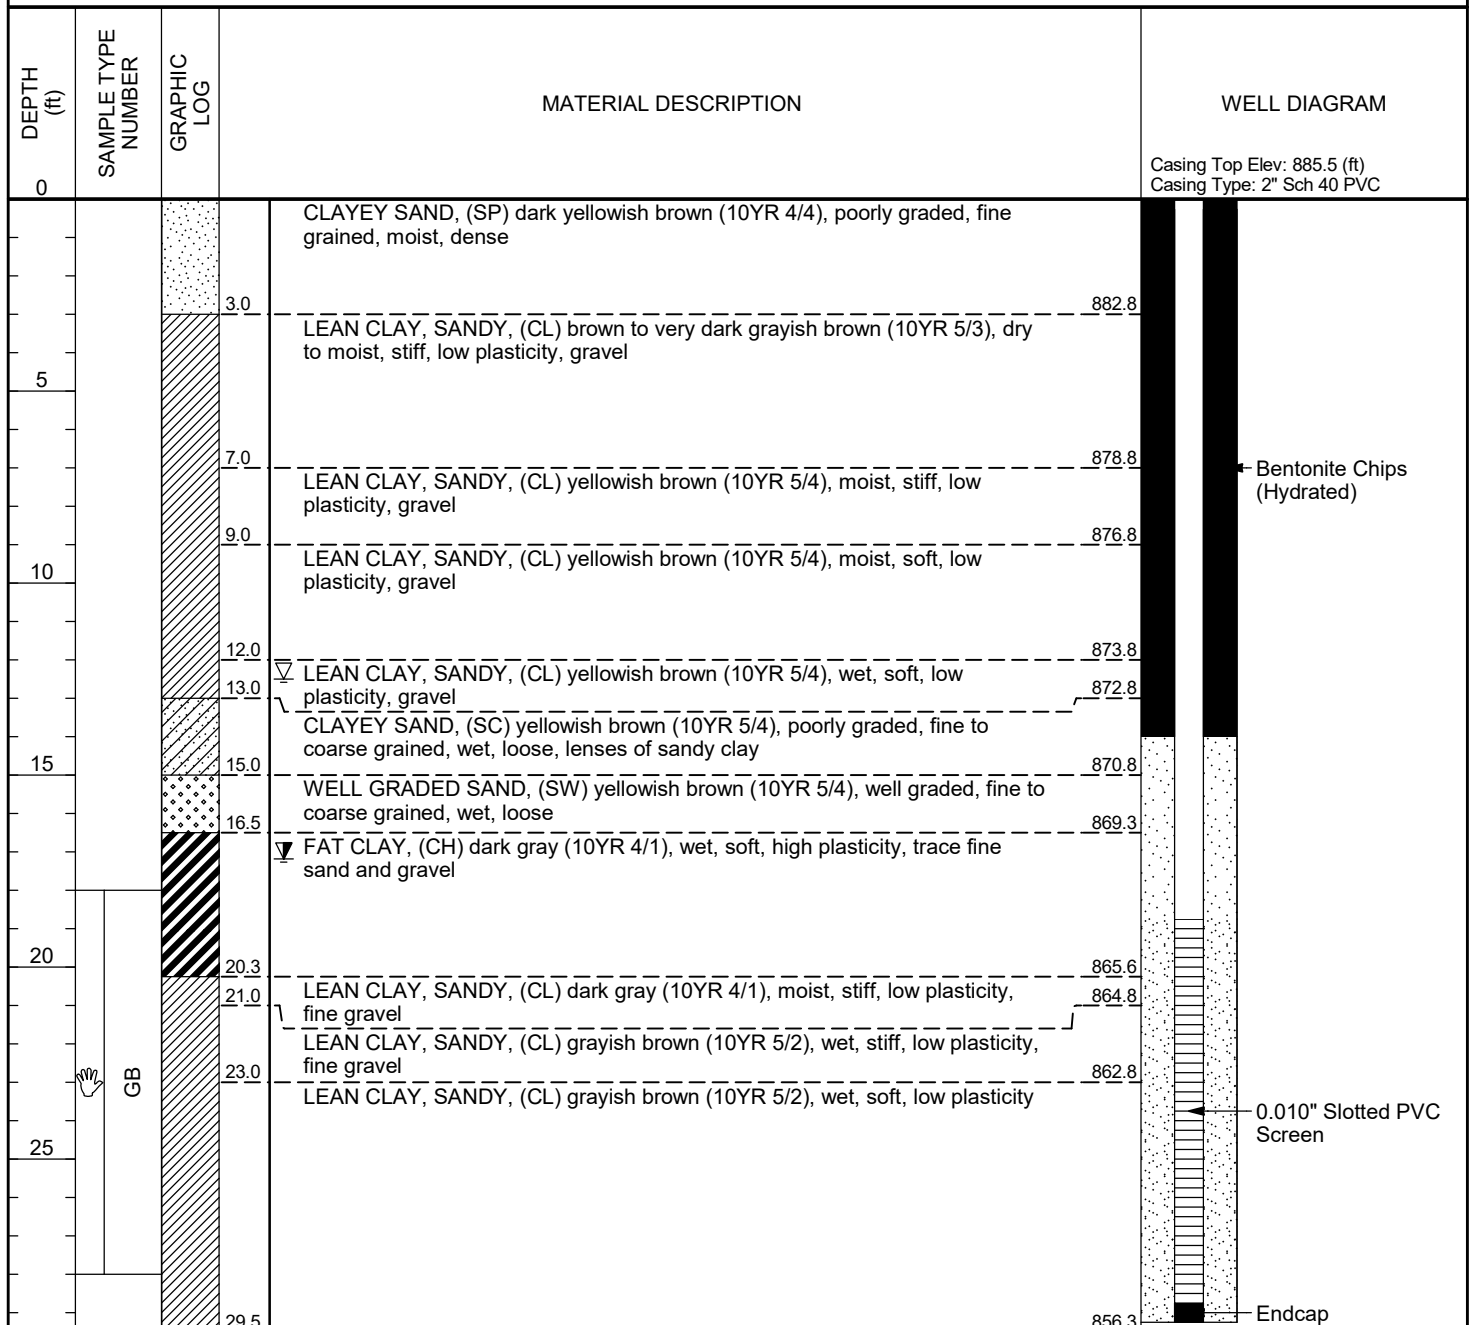 DEPTH
(ft)
SAMPLE TYPE
NUMBER
GRAPHIC
LOG
MATERIAL DESCRIPTION
WELL DIAGRAM
Casing Top Elev: 885.5 (ft)
Casing Type: 2" Sch 40 PVC
0
CLAYEY SAND, (SP) dark yellowish brown (10YR 4/4), poorly graded, fine
grained, moist, dense
3.0 882.8
LEAN CLAY, SANDY, (CL) brown to very dark grayish brown (10YR 5/3), dry
to moist, stiff, low plasticity, gravel
5
7.0 878.8
LEAN CLAY, SANDY, (CL) yellowish brown (10YR 5/4), moist, stiff, low
plasticity, gravel
Bentonite Chips
(Hydrated)
9.0 876.8
LEAN CLAY, SANDY, (CL) yellowish brown (10YR 5/4), moist, soft, low
plasticity, gravel
10
12.0 873.8
LEAN CLAY, SANDY, (CL) yellowish brown (10YR 5/4), wet, soft, low
plasticity, gravel
13.0 872.8
CLAYEY SAND, (SC) yellowish brown (10YR 5/4), poorly graded, fine to
coarse grained, wet, loose, lenses of sandy clay
15
15.0 870.8
WELL GRADED SAND, (SW) yellowish brown (10YR 5/4), well graded, fine to
coarse grained, wet, loose
16.5 869.3
FAT CLAY, (CH) dark gray (10YR 4/1), wet, soft, high plasticity, trace fine
sand and gravel
20
20.3 865.6
LEAN CLAY, SANDY, (CL) dark gray (10YR 4/1), moist, stiff, low plasticity,
fine gravel
21.0 864.8
LEAN CLAY, SANDY, (CL) grayish brown (10YR 5/2), wet, stiff, low plasticity,
fine gravel
GB
23.0 862.8
LEAN CLAY, SANDY, (CL) grayish brown (10YR 5/2), wet, soft, low plasticity
0.010" Slotted PVC
Screen
25
Endcap
29.5 856.3